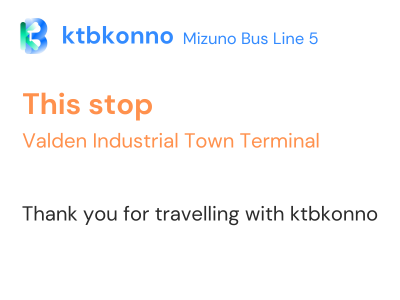 ktbkonno Mizuno Bus Line 5
This stop
Valden Industrial Town Terminal
Thank you for travelling with ktbkonno